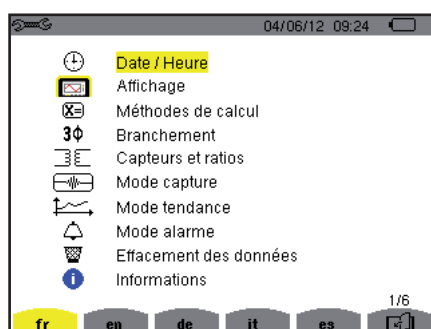 04/06/12 09:24
Date / Heure
Affichage
X= Méthodes de calcul
3Φ Branchement
Capteurs et ratios
Mode capture
Mode tendance
Mode alarme
Effacement des données
i Informations
1/6
fr en de it es